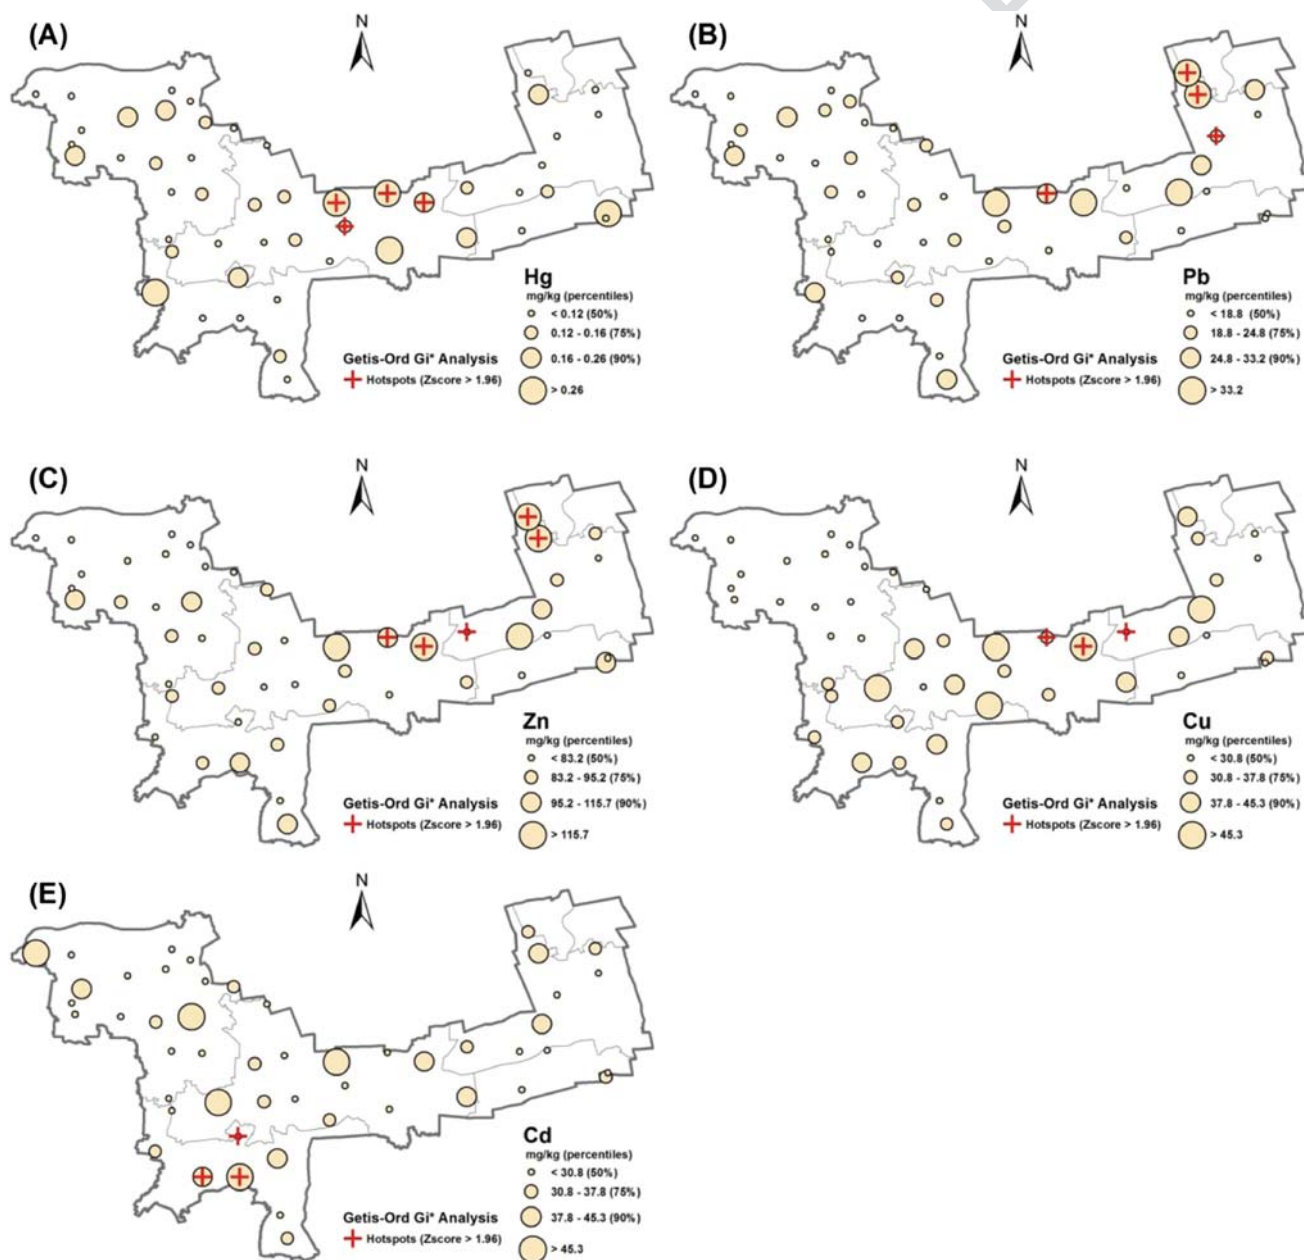 (A)
N
Hg
mg/kg (percentiles)
< 0.12 (50%)
0.12 - 0.16 (75%)
0.16 - 0.26 (90%)
> 0.26
Getis-Ord Gi* Analysis
Hotspots (Zscore > 1.96)
(B)
N
Pb
mg/kg (percentiles)
< 18.8 (50%)
18.8 - 24.8 (75%)
24.8 - 33.2 (90%)
> 33.2
Getis-Ord Gi* Analysis
Hotspots (Zscore > 1.96)
(C)
N
Zn
mg/kg (percentiles)
< 83.2 (50%)
83.2 - 95.2 (75%)
95.2 - 115.7 (90%)
> 115.7
Getis-Ord Gi* Analysis
Hotspots (Zscore > 1.96)
(D)
N
Cu
mg/kg (percentiles)
< 30.8 (50%)
30.8 - 37.8 (75%)
37.8 - 45.3 (90%)
> 45.3
Getis-Ord Gi* Analysis
Hotspots (Zscore > 1.96)
(E)
N
Cd
mg/kg (percentiles)
< 30.8 (50%)
30.8 - 37.8 (75%)
37.8 - 45.3 (90%)
> 45.3
Getis-Ord Gi* Analysis
Hotspots (Zscore > 1.96)